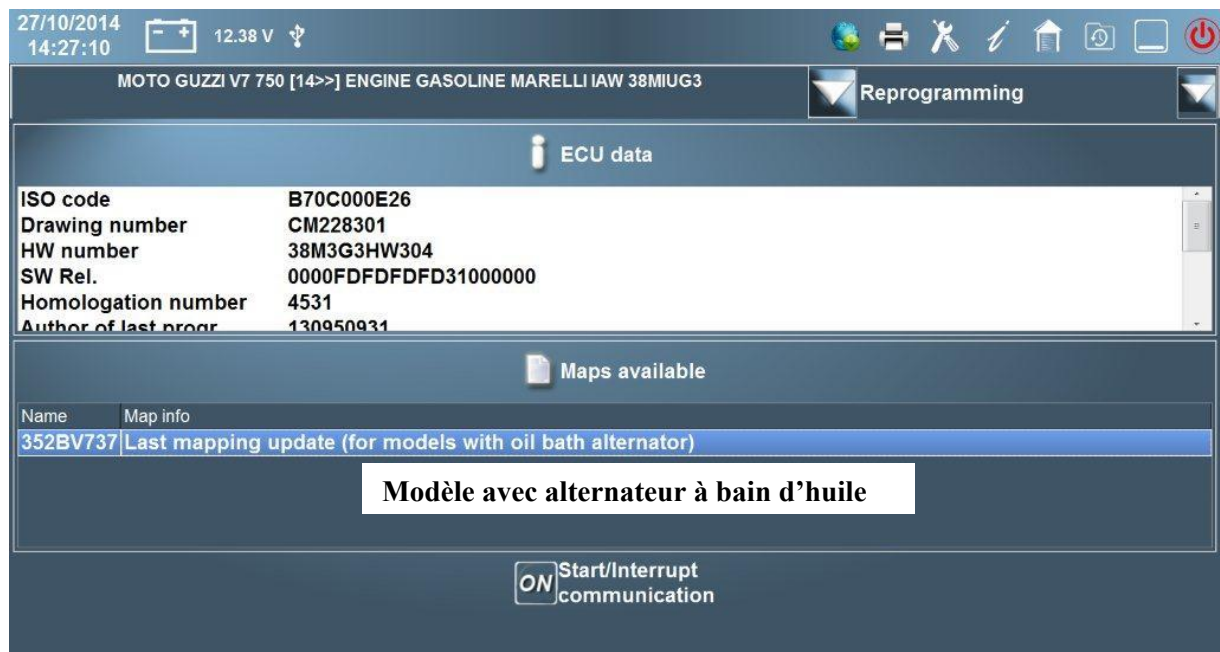 27/10/2014
14:27:10
12.38 V
MOTO GUZZI V7 750 [14>>] ENGINE GASOLINE MARELLI IAW 38MIUG3
Reprogramming
ECU data
ISO code B70C000E26
Drawing number CM228301
HW number 38M3G3HW304
SW Rel. 0000FDFDFDFD31000000
Homologation number 4531
Author of last progr 130950931
Maps available
Name Map info
352BV737 Last mapping update (for models with oil bath alternator)
Modèle avec alternateur à bain d’huile
ON Start/Interrupt
communication